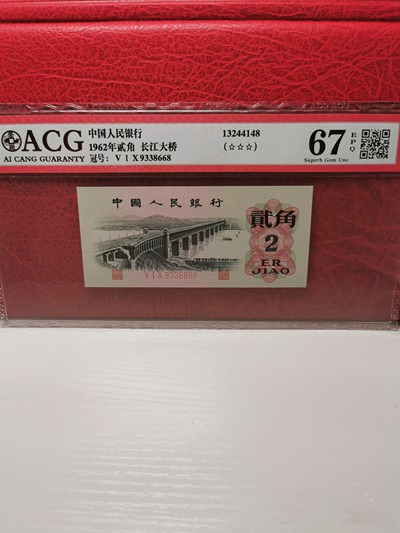 ACG
AI CANG GUARANTY
中国人民银行
1962年贰角 长江大桥
冠号: V I X 9338668
13244148
(☆☆☆)
67 EPQ
Superb Gem Unc
中國人民銀行
貳角
2
ER
JIAO
V I X 9338668